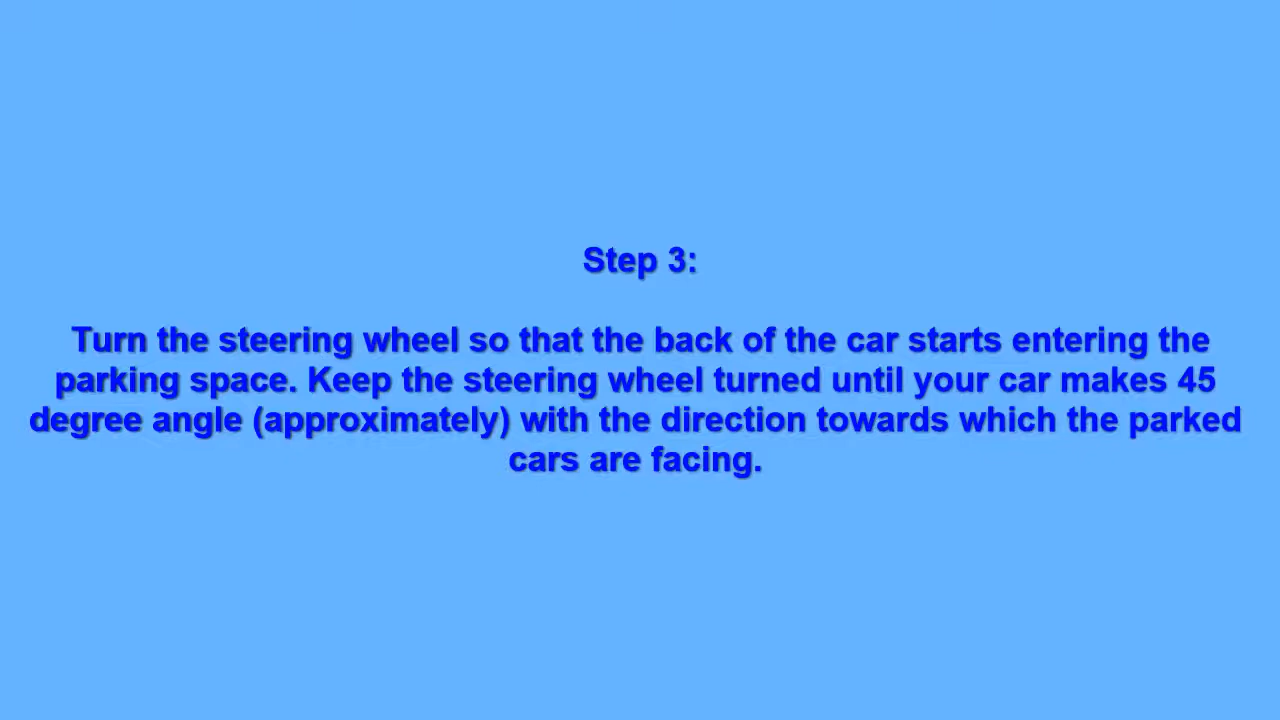 Step 3:
Turn the steering wheel so that the back of the car starts entering the
parking space. Keep the steering wheel turned until your car makes 45
degree angle (approximately) with the direction towards which the parked
cars are facing.